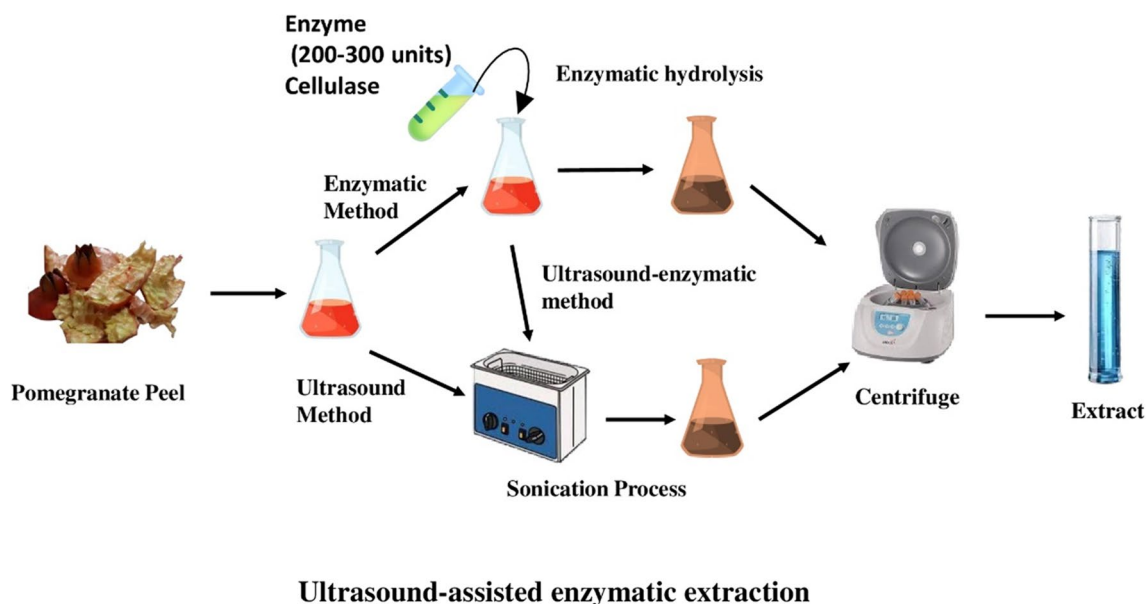 Enzyme
(200-300 units)
Cellulase
Enzymatic hydrolysis
Enzymatic
Method
Ultrasound-enzymatic
method
Pomegranate Peel
Ultrasound
Method
Sonication Process
Centrifuge
Extract
Ultrasound-assisted enzymatic extraction